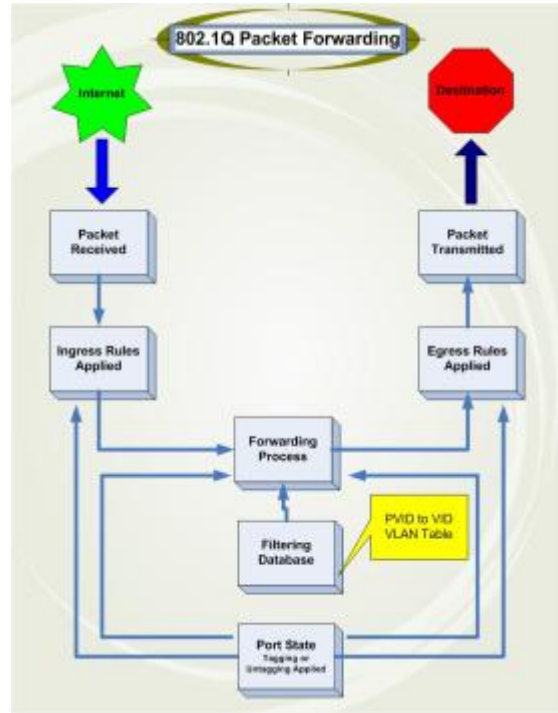 802.1Q Packet Forwarding
Internet
Destination
Packet
Received
Packet
Transmitted
Ingress Rules
Applied
Egress Rules
Applied
Forwarding
Process
PVID to VID
VLAN Table
Filtering
Database
Port State
Tagging or
Untagging Applied